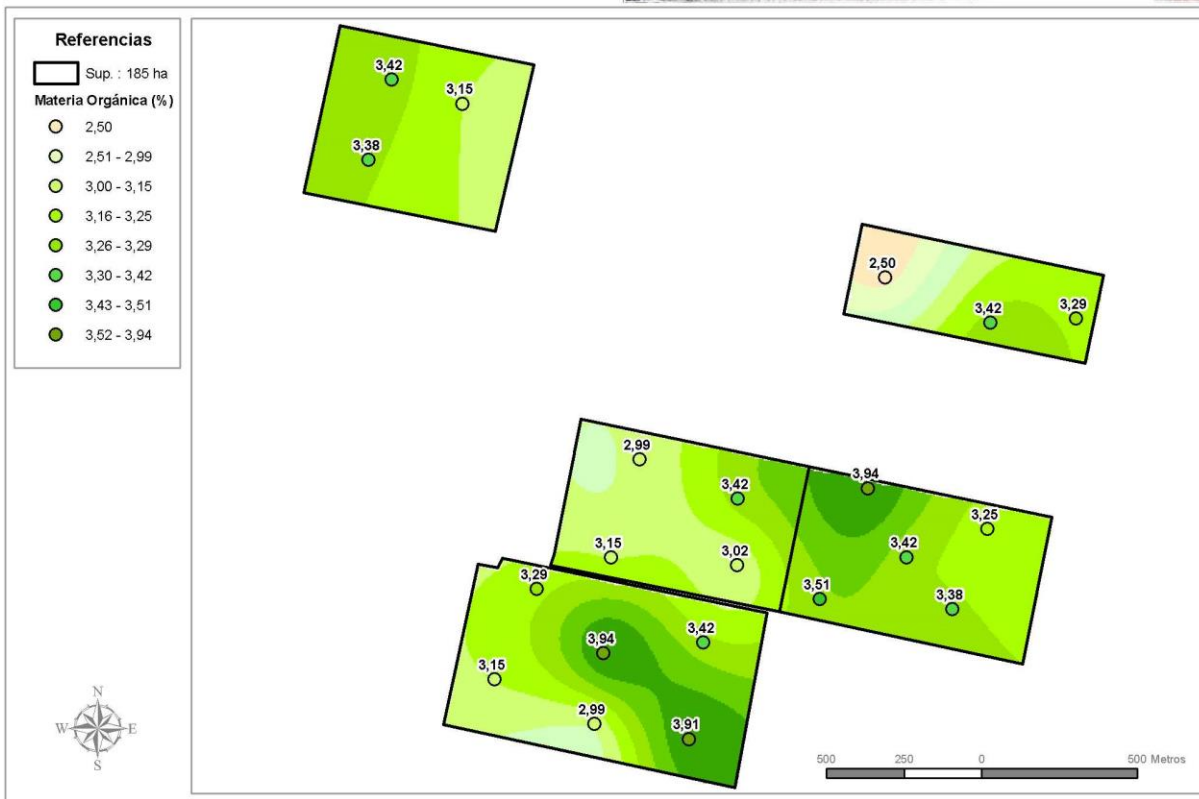 Referencias
Sup. : 185 ha
Materia Orgánica (%)
2,50
2,51 - 2,99
3,00 - 3,15
3,16 - 3,25
3,26 - 3,29
3,30 - 3,42
3,43 - 3,51
3,52 - 3,94
3,42
3,15
3,38
2,50
3,42
3,29
2,99
3,42
3,15
3,02
3,94
3,25
3,42
3,51
3,38
3,29
3,94
3,42
3,15
2,99
3,91
N
W E
S
500 250 0 500 Metros